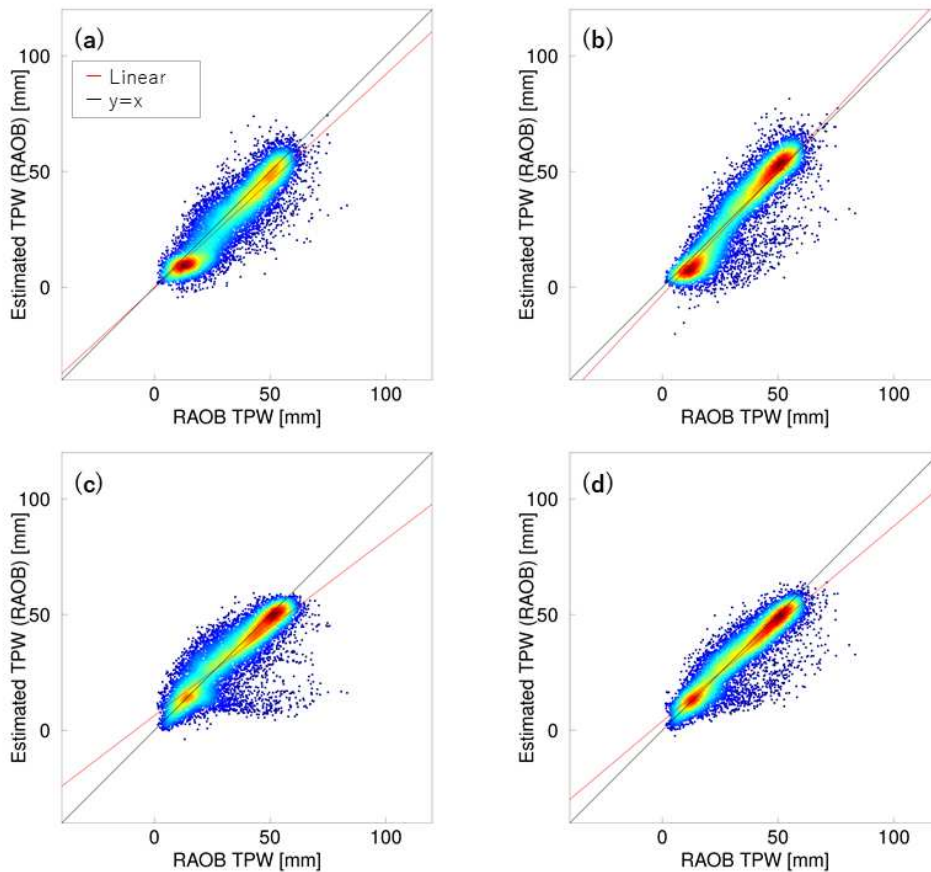 (a)
Linear
y=x
Estimated TPW (RAOB) [mm]
100
50
0
0 50 100
RAOB TPW [mm]
(b)
Estimated TPW (RAOB) [mm]
100
50
0
0 50 100
RAOB TPW [mm]
(c)
Estimated TPW (RAOB) [mm]
100
50
0
0 50 100
RAOB TPW [mm]
(d)
Estimated TPW (RAOB) [mm]
100
50
0
0 50 100
RAOB TPW [mm]